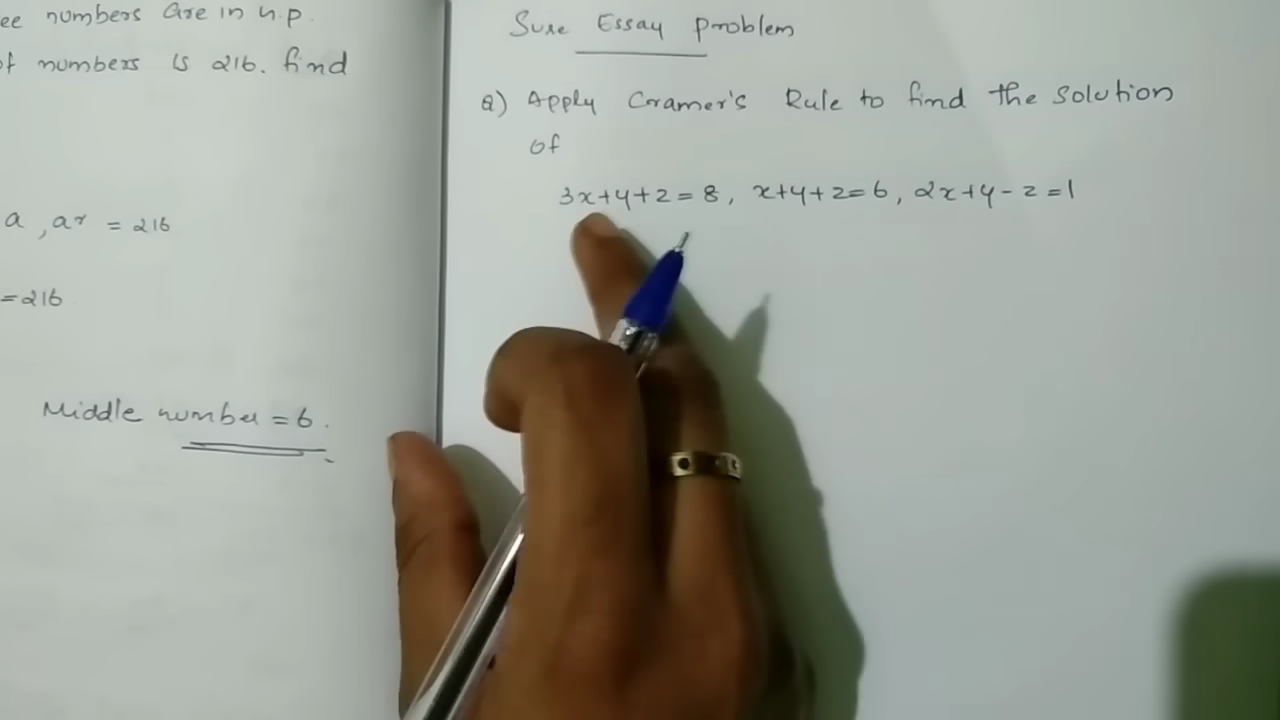 ee numbers are in h.p.
of numbers is 216. find
a, ar = 216
= 216
Middle number = 6.
Sure Essay problem
Q) Apply Cramer's Rule to find the solution
of
3x+y+z=8, x+y+z=6, 2x+y-z=1